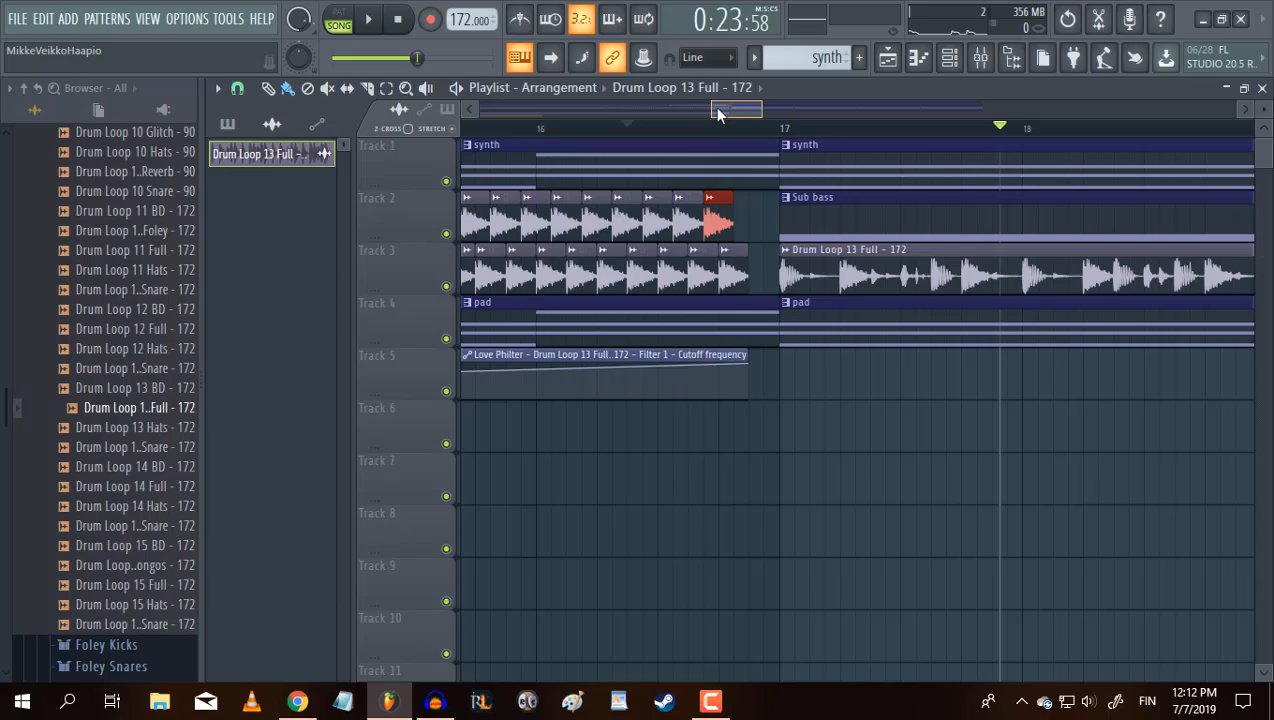 FILE EDIT ADD PATTERNS VIEW OPTIONS TOOLS HELP
PAT
SONG
172.000
3.2
0:23:58
M:S:CS
2
356 MB
0
MikkeVeikkoHaapio
Line
synth
06/28 FL
STUDIO 20.5 R..
Browser - All
Playlist - Arrangement › Drum Loop 13 Full - 172
Z-CROSS
STRETCH
16
17
18
Drum Loop 10 Glitch - 90
Drum Loop 10 Hats - 90
Drum Loop 1..Reverb - 90
Drum Loop 10 Snare - 90
Drum Loop 11 BD - 172
Drum Loop 1..Foley - 172
Drum Loop 11 Full - 172
Drum Loop 11 Hats - 172
Drum Loop 1..Snare - 172
Drum Loop 12 BD - 172
Drum Loop 12 Full - 172
Drum Loop 12 Hats - 172
Drum Loop 1..Snare - 172
Drum Loop 13 BD - 172
Drum Loop 1..Full - 172
Drum Loop 13 Hats - 172
Drum Loop 1..Snare - 172
Drum Loop 14 BD - 172
Drum Loop 14 Full - 172
Drum Loop 14 Hats - 172
Drum Loop 1..Snare - 172
Drum Loop 15 BD - 172
Drum Loop..ongos - 172
Drum Loop 15 Full - 172
Drum Loop 15 Hats - 172
Drum Loop 1..Snare - 172
Foley Kicks
Foley Snares
Drum Loop 13 Full –..
Track 1
synth
synth
Track 2
Sub bass
Track 3
Drum Loop 13 Full – 172
Track 4
pad
pad
Track 5
Love Philter – Drum Loop 13 Full..172 – Filter 1 – Cutoff frequency
Track 6
Track 7
Track 8
Track 9
Track 10
Track 11
FIN
12:12 PM
7/7/2019